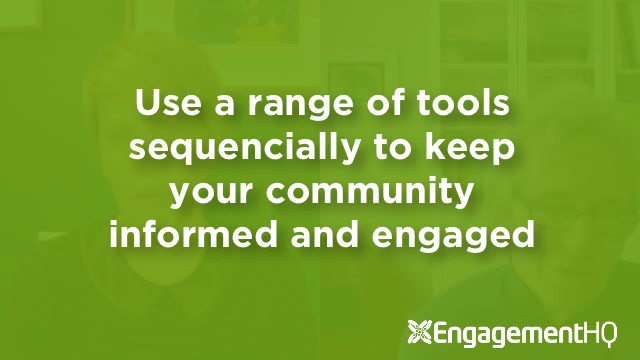 Use a range of tools
sequencially to keep
your community
informed and engaged
EngagementHQ